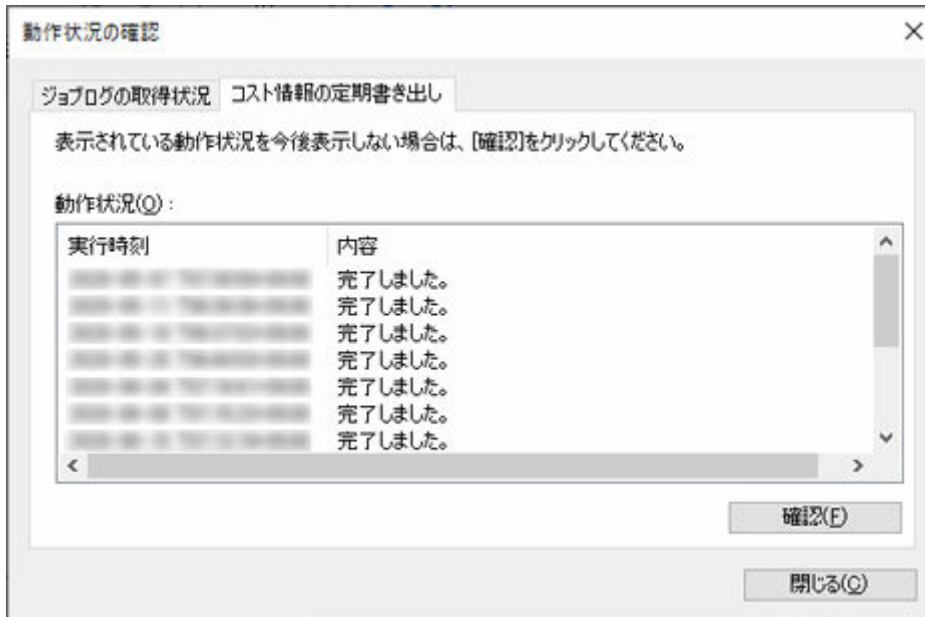 動作状況の確認
ジョブログの取得状況 コスト情報の定期書き出し
表示されている動作状況を今後表示しない場合は、[確認]をクリックしてください。
動作状況(O):
実行時刻 内容
完了しました。
完了しました。
完了しました。
完了しました。
完了しました。
完了しました。
完了しました。
確認(F)
閉じる(C)